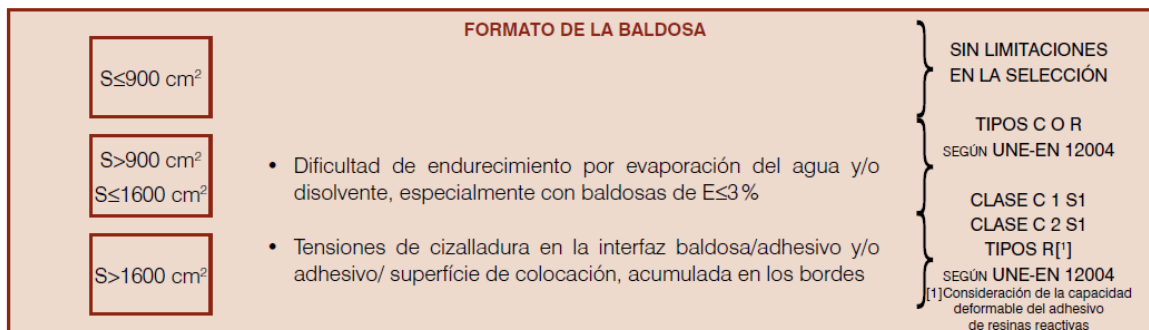 FORMATO DE LA BALDOSA
S≤900 cm²
SIN LIMITACIONES
EN LA SELECCIÓN
S>900 cm²
S≤1600 cm²
• Dificultad de endurecimiento por evaporación del agua y/o
disolvente, especialmente con baldosas de E≤3%
TIPOS C O R
SEGÚN UNE-EN 12004
S>1600 cm²
• Tensiones de cizalladura en la interfaz baldosa/adhesivo y/o
adhesivo/ superfície de colocación, acumulada en los bordes
CLASE C 1 S1
CLASE C 2 S1
TIPOS R[¹]
SEGÚN UNE-EN 12004
[1]Consideración de la capacidad
deformable del adhesivo
de resinas reactivas